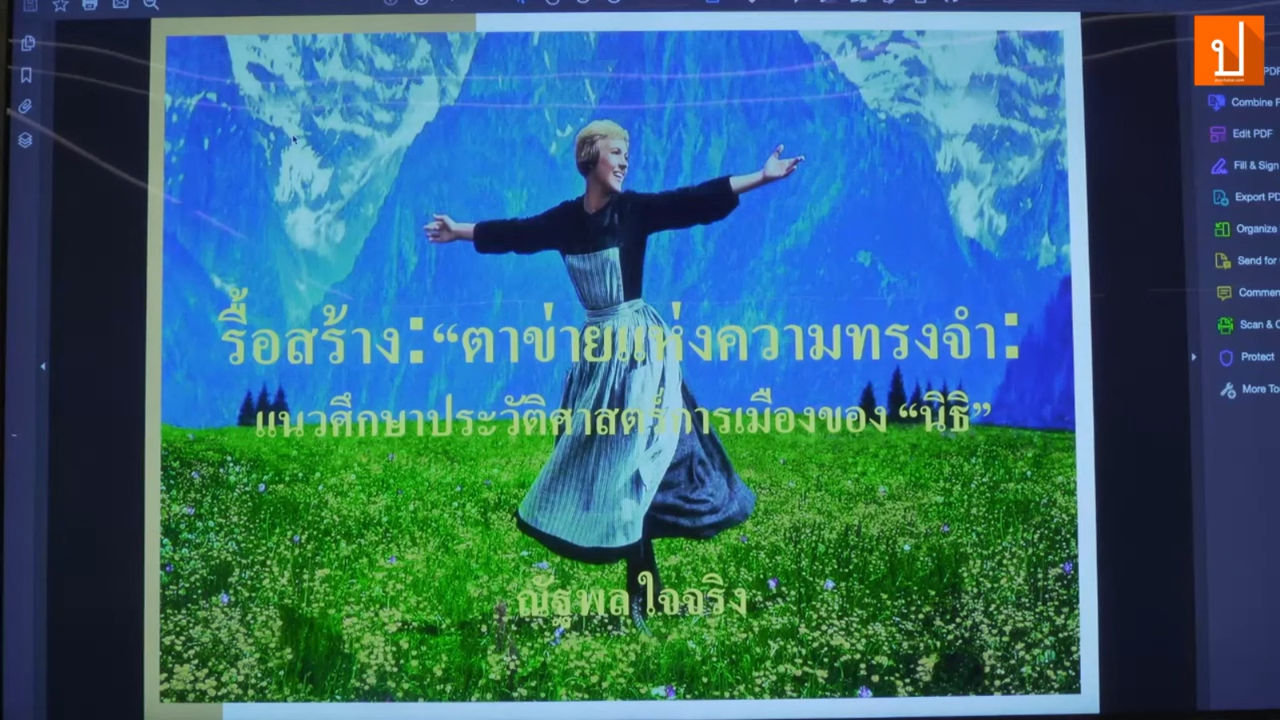 ป
Combine F
Edit PDF
Fill & Sign
Export PD
Organize
Send for
Commen
Scan & C
Protect
More To
รื้อสร้าง: “ตาข่ายแห่งความทรงจำ:
แนวศึกษาประวัติศาสตร์การเมืองของ “นิธิ”
ณัฐพล ใจจริง